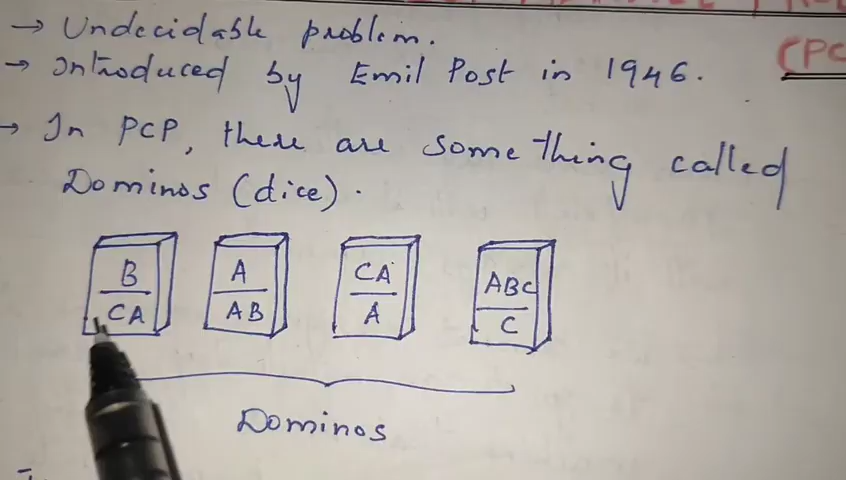 → Undecidable problem.
→ Introduced by Emil Post in 1946.
(PC
→ In PCP, there are something called
Dominos (dice).
B A CA ABC
CA AB A C
Dominos